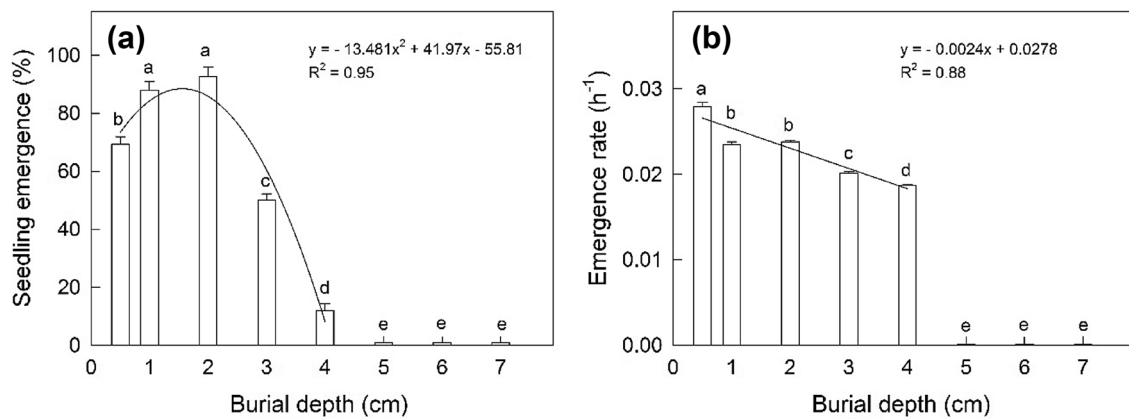 (a)
y = - 13.481x² + 41.97x - 55.81
R² = 0.95
Seedling emergence (%)
100
80
60
40
20
0
b
a
a
c
d
e
e
e
0 1 2 3 4 5 6 7
Burial depth (cm)
(b)
y = - 0.0024x + 0.0278
R² = 0.88
Emergence rate (h⁻¹)
0.03
0.02
0.01
0.00
a
b
b
c
d
e
e
e
0 1 2 3 4 5 6 7
Burial depth (cm)